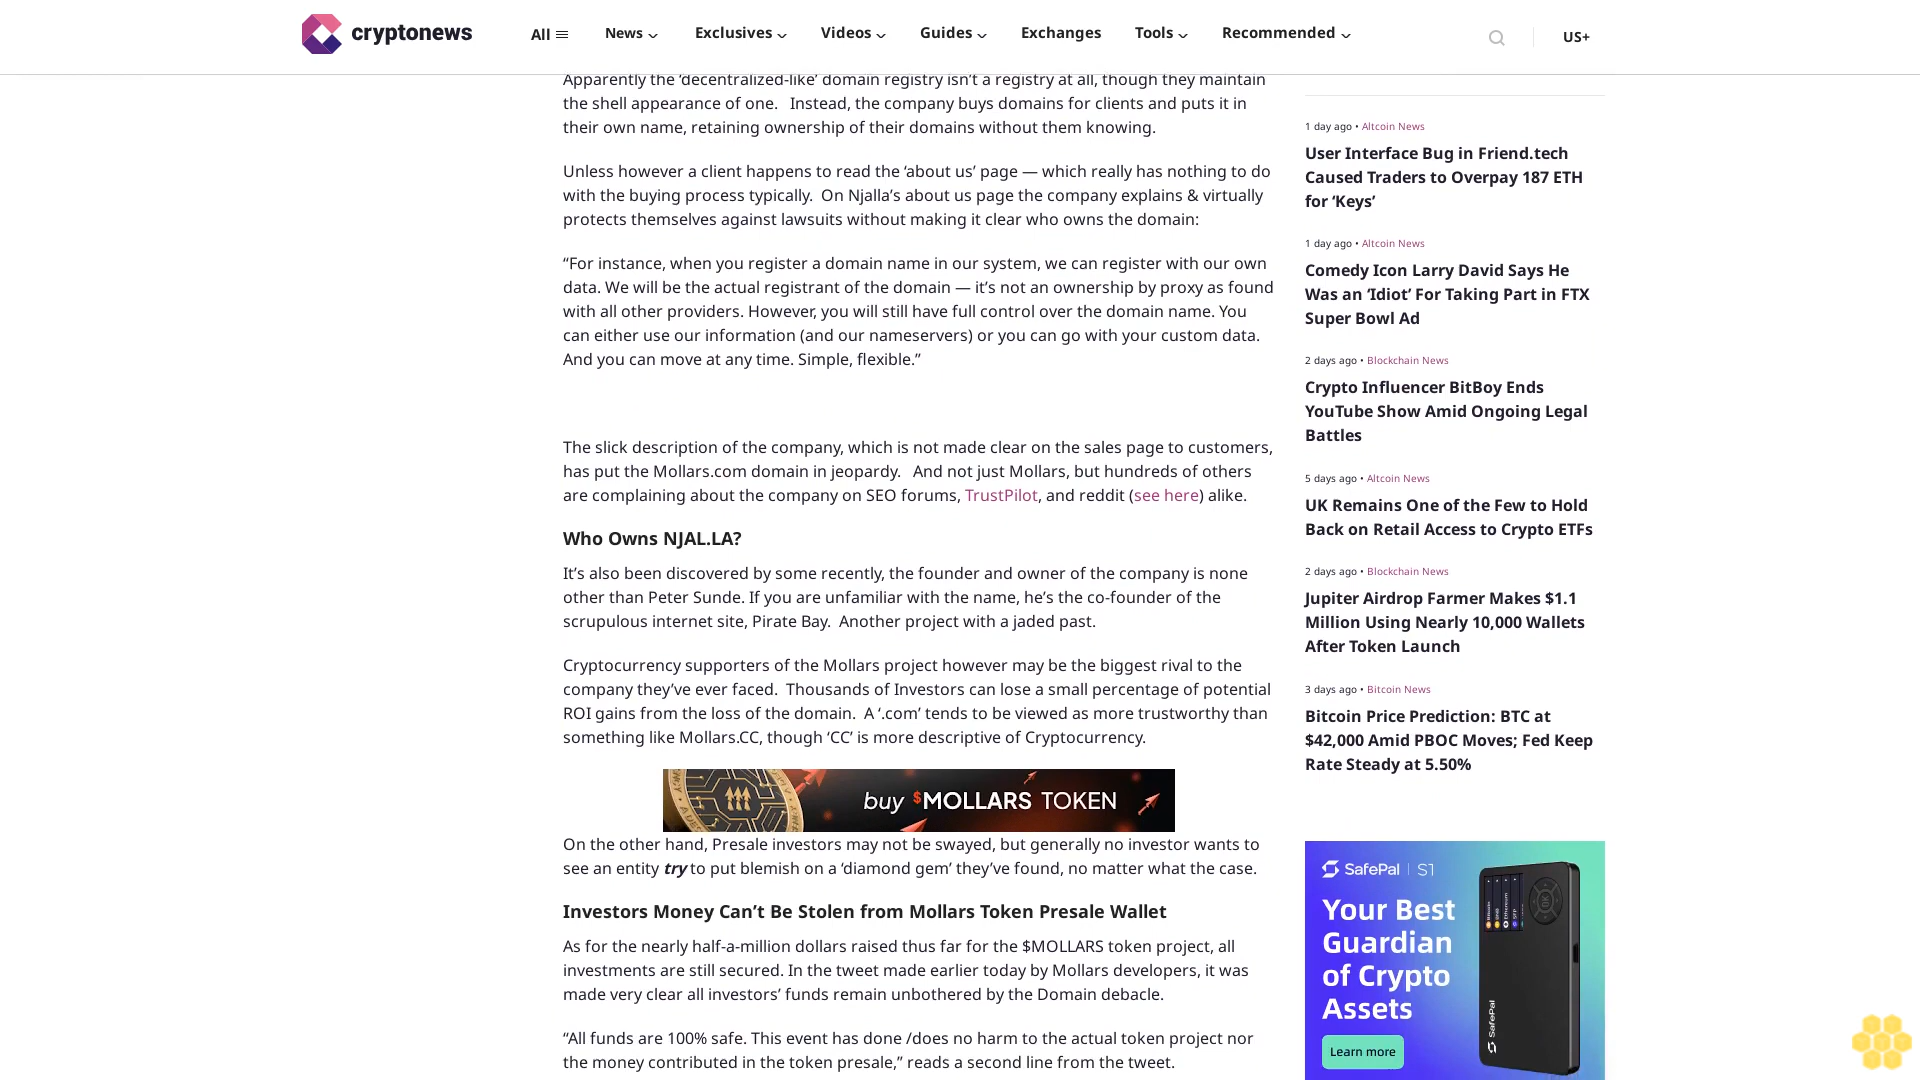 cryptonews
All
News
Exclusives
Videos
Guides
Exchanges
Tools
Recommended
US+
Apparently the ‘decentralized-like’ domain registry isn’t a registry at all, though they maintain
the shell appearance of one.   Instead, the company buys domains for clients and puts it in
their own name, retaining ownership of their domains without them knowing.
Unless however a client happens to read the ‘about us’ page — which really has nothing to do
with the buying process typically.  On Njalla’s about us page the company explains & virtually
protects themselves against lawsuits without making it clear who owns the domain:
“For instance, when you register a domain name in our system, we can register with our own
data. We will be the actual registrant of the domain — it’s not an ownership by proxy as found
with all other providers. However, you will still have full control over the domain name. You
can either use our information (and our nameservers) or you can go with your custom data.
And you can move at any time. Simple, flexible.”
The slick description of the company, which is not made clear on the sales page to customers,
has put the Mollars.com domain in jeopardy.   And not just Mollars, but hundreds of others
are complaining about the company on SEO forums, TrustPilot, and reddit (see here) alike.
Who Owns NJAL.LA?
It’s also been discovered by some recently, the founder and owner of the company is none
other than Peter Sunde. If you are unfamiliar with the name, he’s the co-founder of the
scrupulous internet site, Pirate Bay.  Another project with a jaded past.
Cryptocurrency supporters of the Mollars project however may be the biggest rival to the
company they’ve ever faced.  Thousands of Investors can lose a small percentage of potential
ROI gains from the loss of the domain.  A ‘.com’ tends to be viewed as more trustworthy than
something like Mollars.CC, though ‘CC’ is more descriptive of Cryptocurrency.
buy $MOLLARS TOKEN
On the other hand, Presale investors may not be swayed, but generally no investor wants to
see an entity try to put blemish on a ‘diamond gem’ they’ve found, no matter what the case.
Investors Money Can’t Be Stolen from Mollars Token Presale Wallet
As for the nearly half-a-million dollars raised thus far for the $MOLLARS token project, all
investments are still secured. In the tweet made earlier today by Mollars developers, it was
made very clear all investors’ funds remain unbothered by the Domain debacle.
“All funds are 100% safe. This event has done /does no harm to the actual token project nor
the money contributed in the token presale,” reads a second line from the tweet.
1 day ago • Altcoin News
User Interface Bug in Friend.tech
Caused Traders to Overpay 187 ETH
for ‘Keys’
1 day ago • Altcoin News
Comedy Icon Larry David Says He
Was an ‘Idiot’ For Taking Part in FTX
Super Bowl Ad
2 days ago • Blockchain News
Crypto Influencer BitBoy Ends
YouTube Show Amid Ongoing Legal
Battles
5 days ago • Altcoin News
UK Remains One of the Few to Hold
Back on Retail Access to Crypto ETFs
2 days ago • Blockchain News
Jupiter Airdrop Farmer Makes $1.1
Million Using Nearly 10,000 Wallets
After Token Launch
3 days ago • Bitcoin News
Bitcoin Price Prediction: BTC at
$42,000 Amid PBOC Moves; Fed Keep
Rate Steady at 5.50%
SafePal | S1
Your Best
Guardian
of Crypto
Assets
Learn more
SafePal